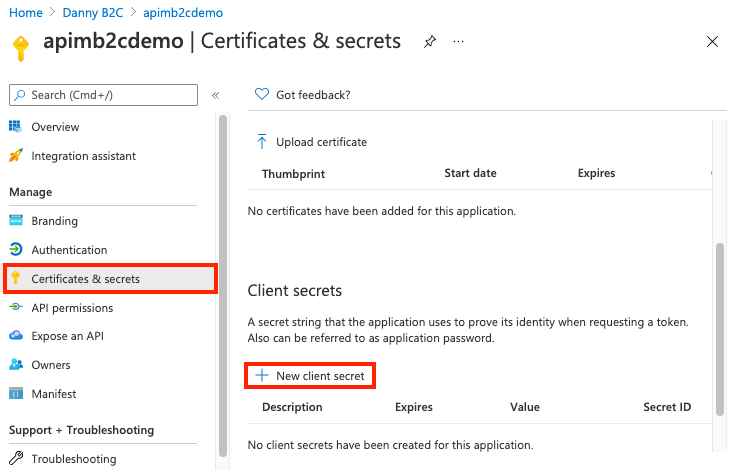 Home > Danny B2C > apimb2cdemo
apimb2cdemo | Certificates & secrets
Search (Cmd+/)
Overview
Integration assistant
Manage
Branding
Authentication
Certificates & secrets
API permissions
Expose an API
Owners
Manifest
Support + Troubleshooting
Troubleshooting
Got feedback?
Upload certificate
Thumbprint Start date Expires
No certificates have been added for this application.
Client secrets
A secret string that the application uses to prove its identity when requesting a token.
Also can be referred to as application password.
New client secret
Description Expires Value Secret ID
No client secrets have been created for this application.